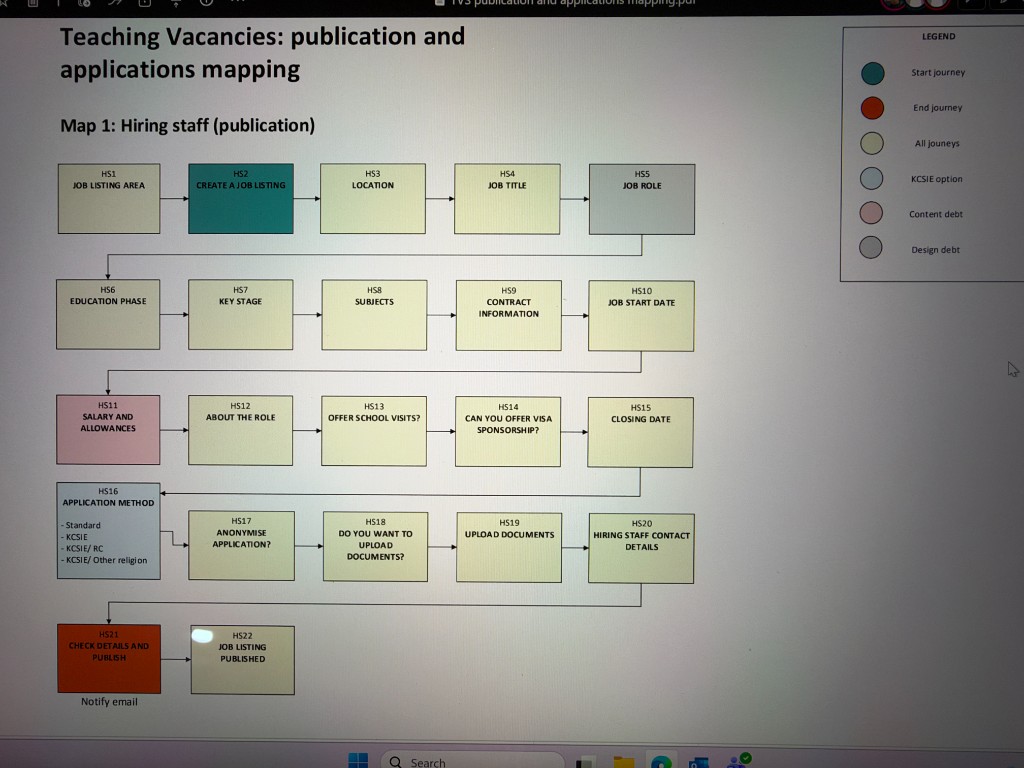 TVS publication and applications mapping.pdf
Teaching Vacancies: publication and
applications mapping
Map 1: Hiring staff (publication)
LEGEND
Start journey
End journey
All jouneys
KCSIE option
Content debt
Design debt
HS1
JOB LISTING AREA
HS2
CREATE A JOB LISTING
HS3
LOCATION
HS4
JOB TITLE
HS5
JOB ROLE
HS6
EDUCATION PHASE
HS7
KEY STAGE
HS8
SUBJECTS
HS9
CONTRACT
INFORMATION
HS10
JOB START DATE
HS11
SALARY AND
ALLOWANCES
HS12
ABOUT THE ROLE
HS13
OFFER SCHOOL VISITS?
HS14
CAN YOU OFFER VISA
SPONSORSHIP?
HS15
CLOSING DATE
HS16
APPLICATION METHOD
- Standard
- KCSIE
- KCSIE/ RC
- KCSIE/ Other religion
HS17
ANONYMISE
APPLICATION?
HS18
DO YOU WANT TO
UPLOAD
DOCUMENTS?
HS19
UPLOAD DOCUMENTS
HS20
HIRING STAFF CONTACT
DETAILS
HS21
CHECK DETAILS AND
PUBLISH
Notify email
HS22
JOB LISTING
PUBLISHED
Search